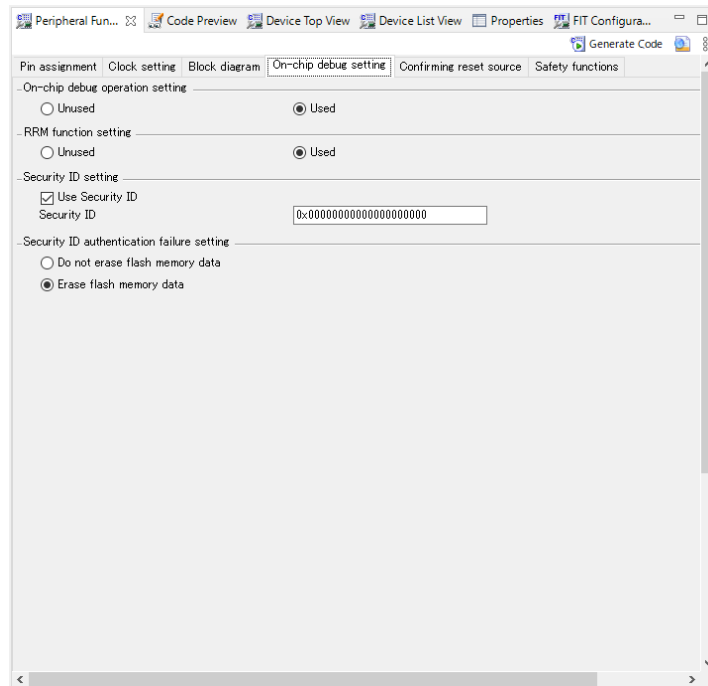 Peripheral Fun... Code Preview Device Top View Device List View Properties FIT Configura...
Generate Code
Pin assignment Clock setting Block diagram On-chip debug setting Confirming reset source Safety functions
On-chip debug operation setting
Unused Used
RRM function setting
Unused Used
Security ID setting
Use Security ID
Security ID 0x00000000000000000000
Security ID authentication failure setting
Do not erase flash memory data
Erase flash memory data